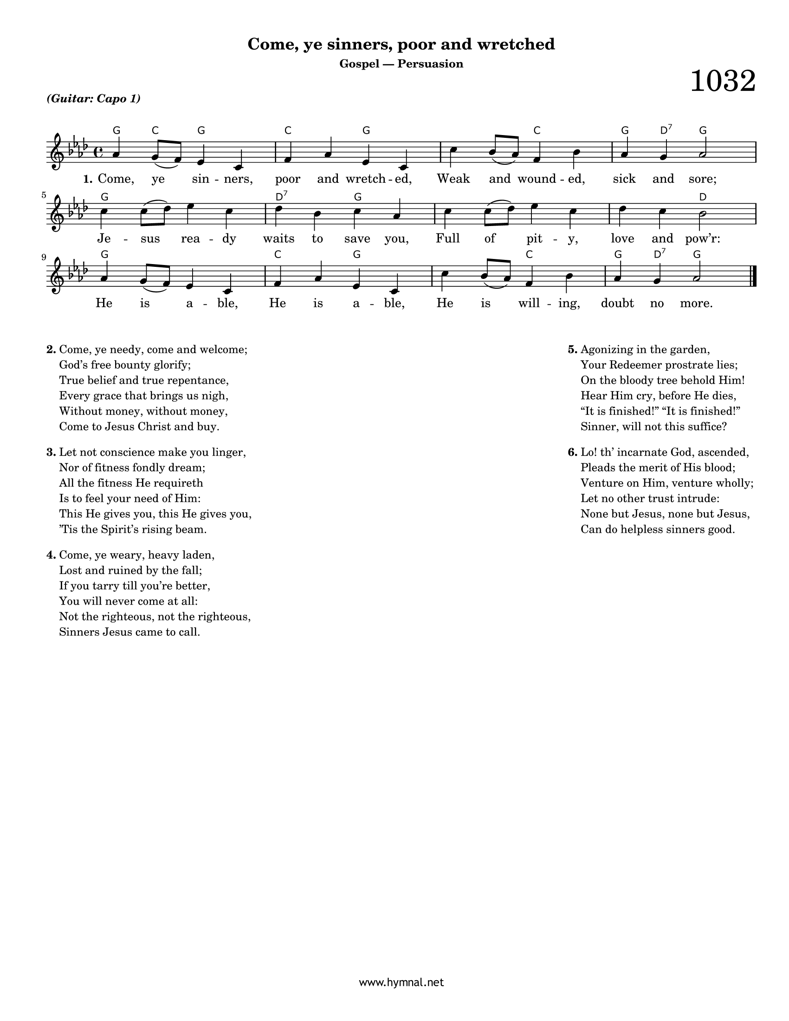 Come, ye sinners, poor and wretched
Gospel — Persuasion
1032
(Guitar: Capo 1)
G C G C G C G D7 G
1. Come, ye sin - ners, poor and wretch - ed, Weak and wound - ed, sick and sore;
5
G D7 G D
Je - sus rea - dy waits to save you, Full of pit - y, love and pow'r:
9
G C G C G D7 G
He is a - ble, He is a - ble, He is will - ing, doubt no more.
2. Come, ye needy, come and welcome;
God's free bounty glorify;
True belief and true repentance,
Every grace that brings us nigh,
Without money, without money,
Come to Jesus Christ and buy.
3. Let not conscience make you linger,
Nor of fitness fondly dream;
All the fitness He requireth
Is to feel your need of Him:
This He gives you, this He gives you,
'Tis the Spirit's rising beam.
4. Come, ye weary, heavy laden,
Lost and ruined by the fall;
If you tarry till you're better,
You will never come at all:
Not the righteous, not the righteous,
Sinners Jesus came to call.
5. Agonizing in the garden,
Your Redeemer prostrate lies;
On the bloody tree behold Him!
Hear Him cry, before He dies,
“It is finished!” “It is finished!”
Sinner, will not this suffice?
6. Lo! th' incarnate God, ascended,
Pleads the merit of His blood;
Venture on Him, venture wholly;
Let no other trust intrude:
None but Jesus, none but Jesus,
Can do helpless sinners good.
www.hymnal.net